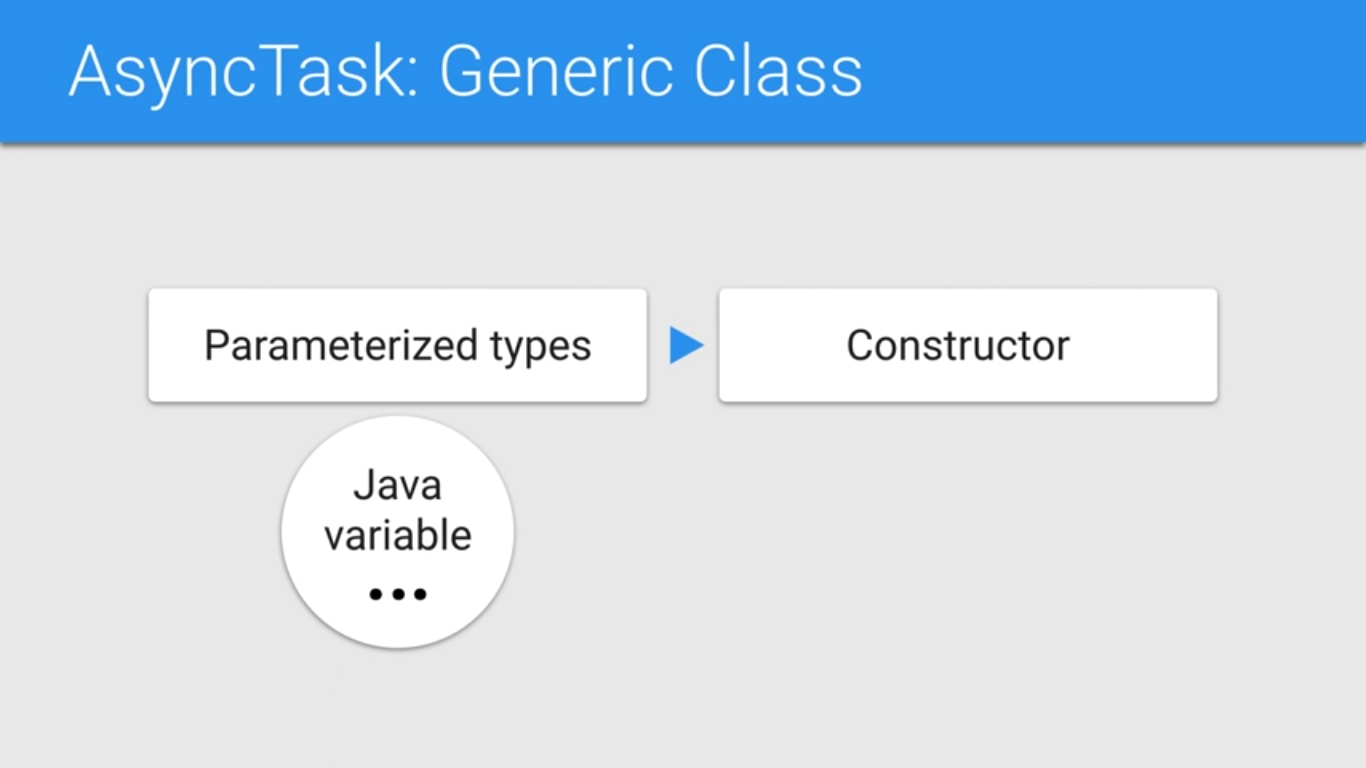 AsyncTask: Generic Class
Parameterized types
Constructor
Java
variable
...